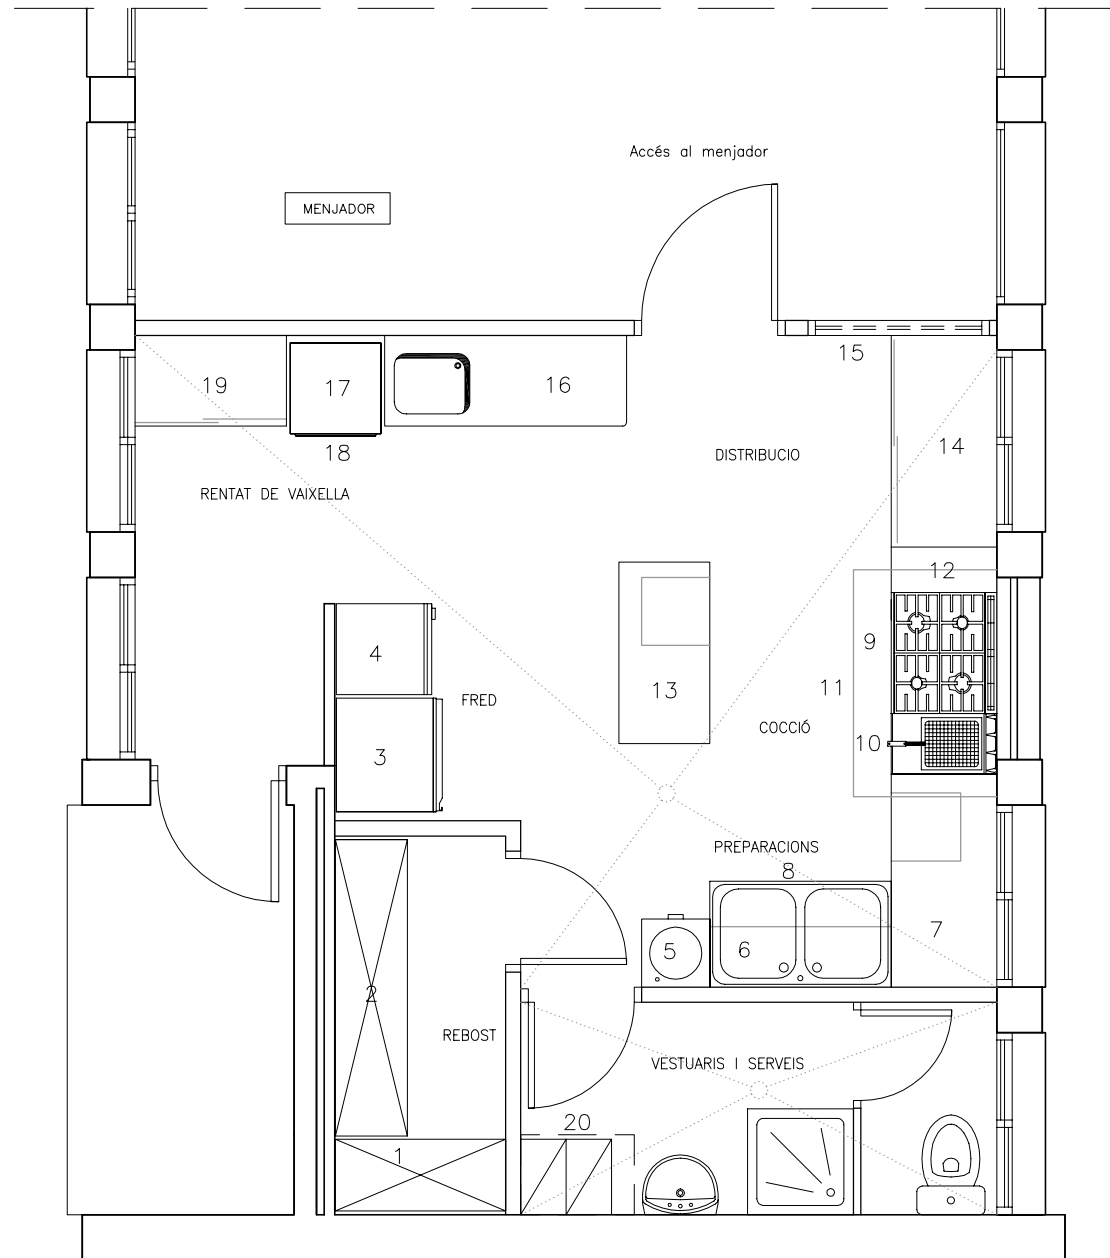 Accés al menjador
MENJADOR
15
19
17
16
18
14
DISTRIBUCIO
RENTAT DE VAIXELLA
12
9
4
11
13
FRED
COCCIÓ
10
3
PREPARACIONS
8
7
5
6
2
REBOST
VESTUARIS I SERVEIS
20
1